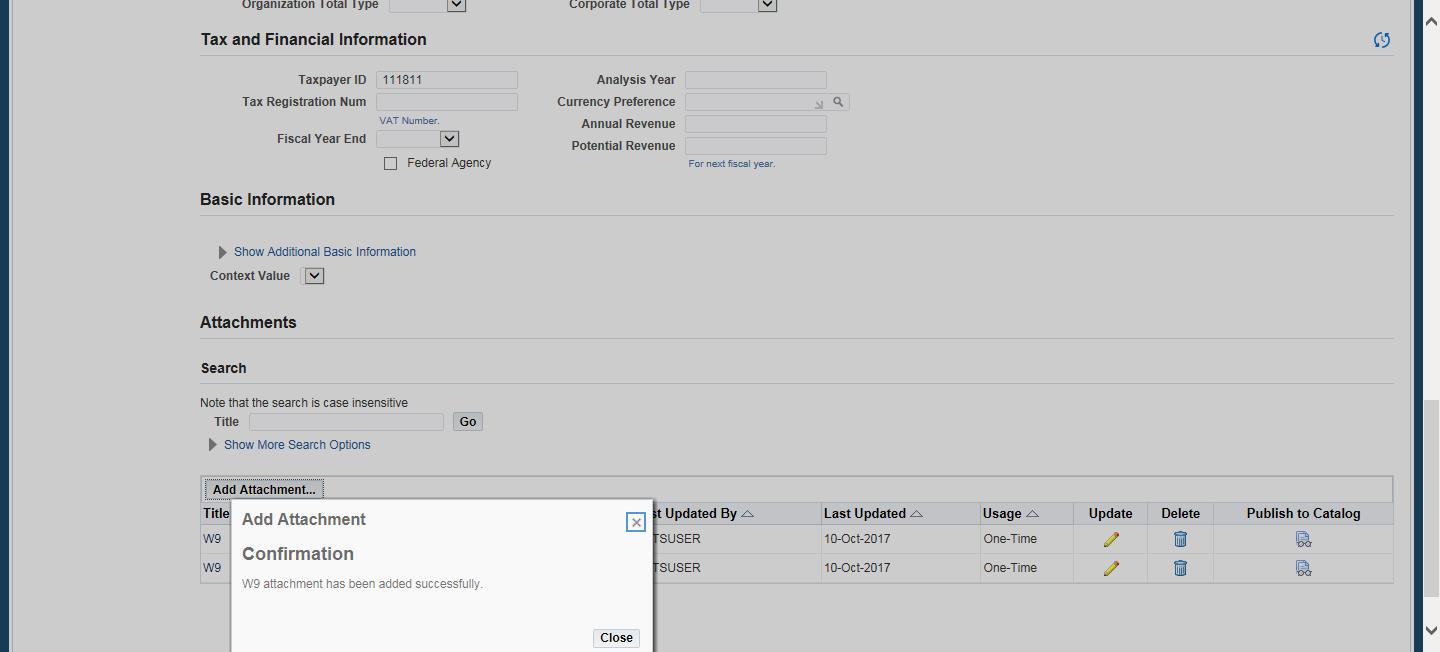 Organization Total Type Corporate Total Type
Tax and Financial Information
Taxpayer ID 111811 Analysis Year
Tax Registration Num Currency Preference
VAT Number. Annual Revenue
Fiscal Year End Potential Revenue
Federal Agency For next fiscal year.
Basic Information
Show Additional Basic Information
Context Value
Attachments
Search
Note that the search is case insensitive
Title Go
Show More Search Options
Add Attachment...
Title st Updated By Last Updated Usage Update Delete Publish to Catalog
W9 TSUSER 10-Oct-2017 One-Time
W9 TSUSER 10-Oct-2017 One-Time
Add Attachment
Confirmation
W9 attachment has been added successfully.
Close